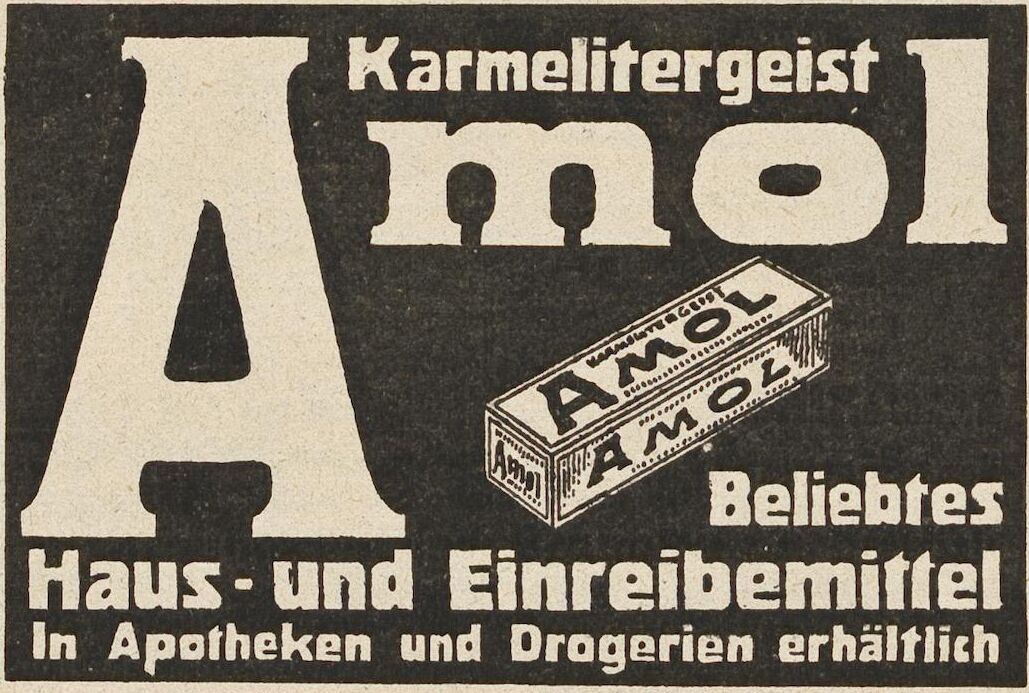 Karmelitergeist
Amol
KARMELITERGEIST
AMOL
AMOL
Amol
Beliebtes
Haus- und Einreibemittel
In Apotheken und Drogerien erhältlich